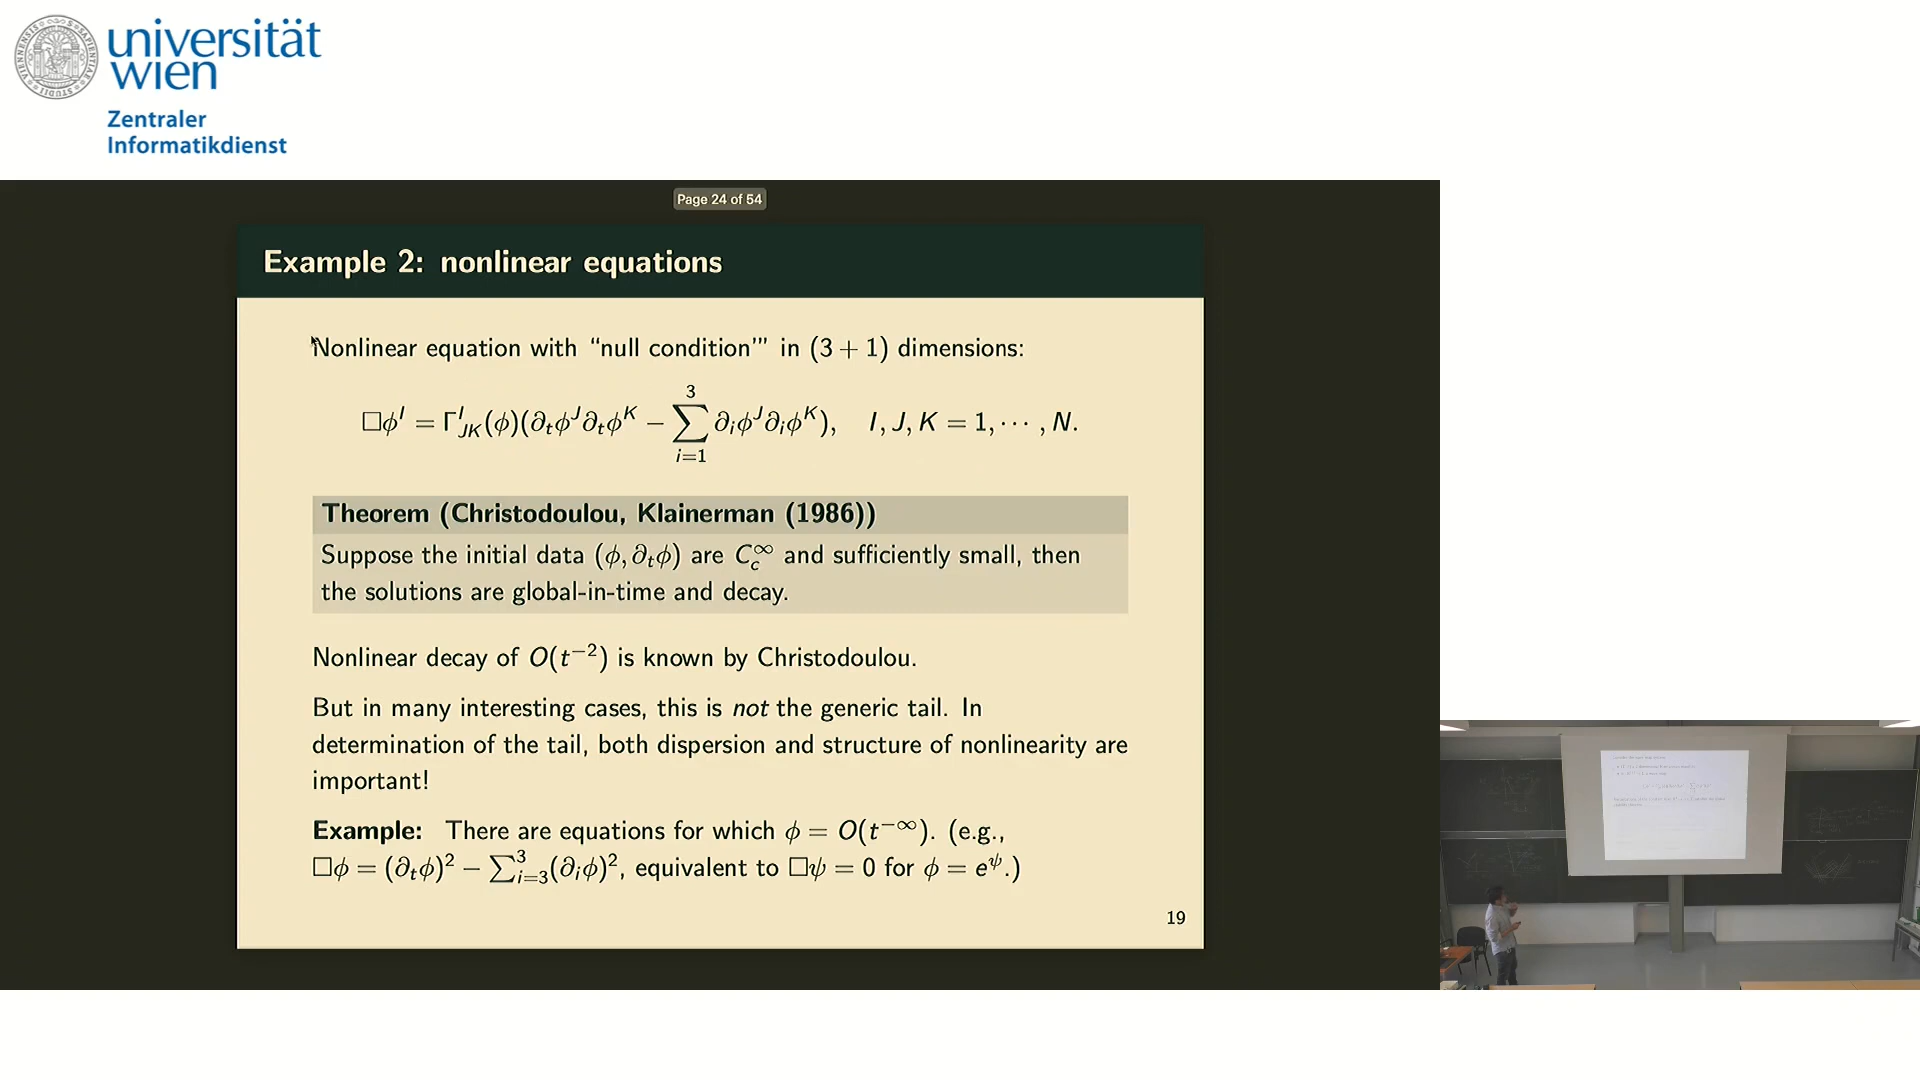 universität
wien
Zentraler
Informatikdienst
Page 24 of 54
Example 2: nonlinear equations
Nonlinear equation with “null condition’” in (3 + 1) dimensions:
□ϕ^I = Γ^I_{JK}(ϕ)(∂_tϕ^J∂_tϕ^K − ∑_{i=1}^{3} ∂_iϕ^J∂_iϕ^K), I, J, K = 1, ⋯ , N.
Theorem (Christodoulou, Klainerman (1986))
Suppose the initial data (ϕ, ∂_tϕ) are C_c^∞ and sufficiently small, then
the solutions are global-in-time and decay.
Nonlinear decay of O(t^{−2}) is known by Christodoulou.
But in many interesting cases, this is not the generic tail. In
determination of the tail, both dispersion and structure of nonlinearity are
important!
Example: There are equations for which ϕ = O(t^{−∞}). (e.g.,
□ϕ = (∂_tϕ)^2 − ∑_{i=3}^{3}(∂_iϕ)^2, equivalent to □ψ = 0 for ϕ = e^ψ.)
19